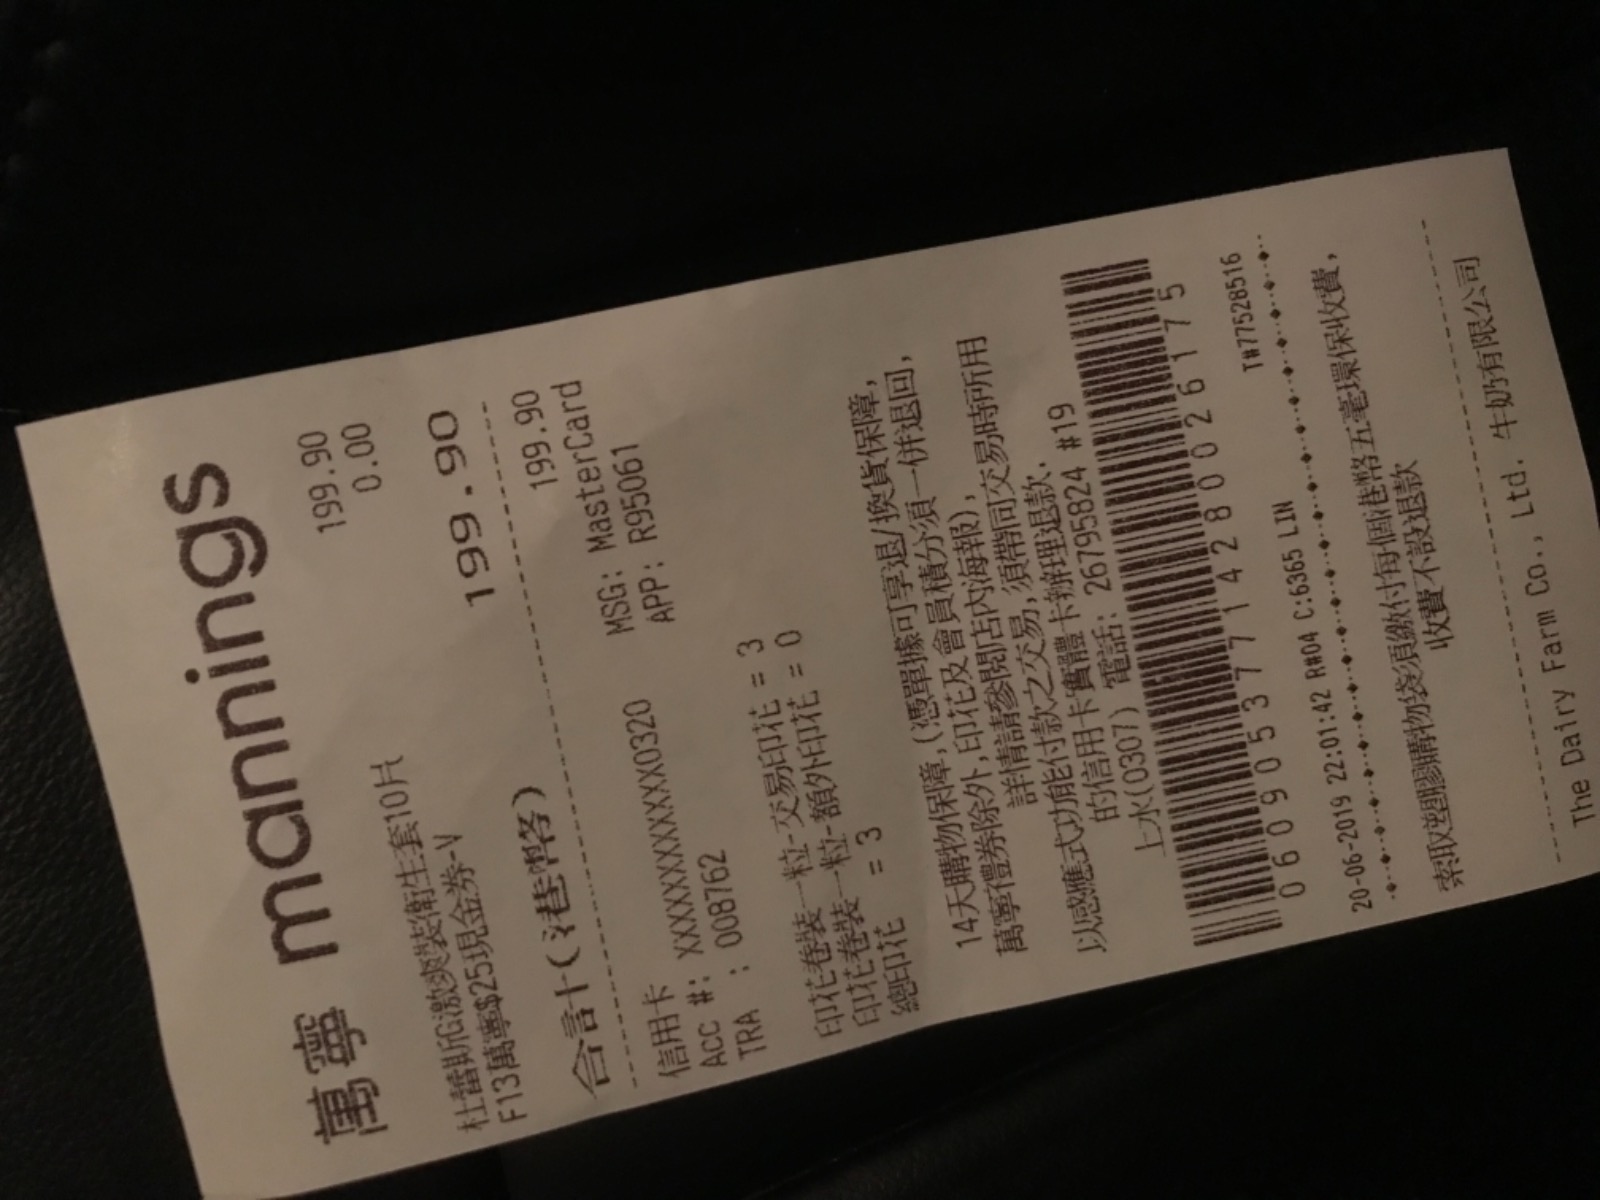 萬寧 mannings
杜蕾斯G激爽裝衛生套10片 199.90
F13萬寧$25現金券-V 0.00
合計(港幣) 199.90
信用卡 199.90
Acc #: XXXXXXXXXXXX0320 MSG: MasterCard
TRA : 008762 APP: R95061
印花卷裝一粒-交易印花 = 3
印花卷裝一粒-額外印花 = 0
總印花 = 3
14天購物保障,(憑單據可享退/換貨保障,
萬寧禮券除外,印花及會員積分須一併退回,
詳情請參閱店內海報),
以感應式功能付款之交易,須帶同交易時所用
的信用卡實體卡辦理退款.
上水(0307) 電話: 26795824 #19
06090537714280026175
20-06-2019 22:01:42 R#04 C:6365 LIN T#77528516
索取塑膠購物袋須繳付每個港幣五毫環保收費,
收費不設退款
The Dairy Farm Co., Ltd. 牛奶有限公司